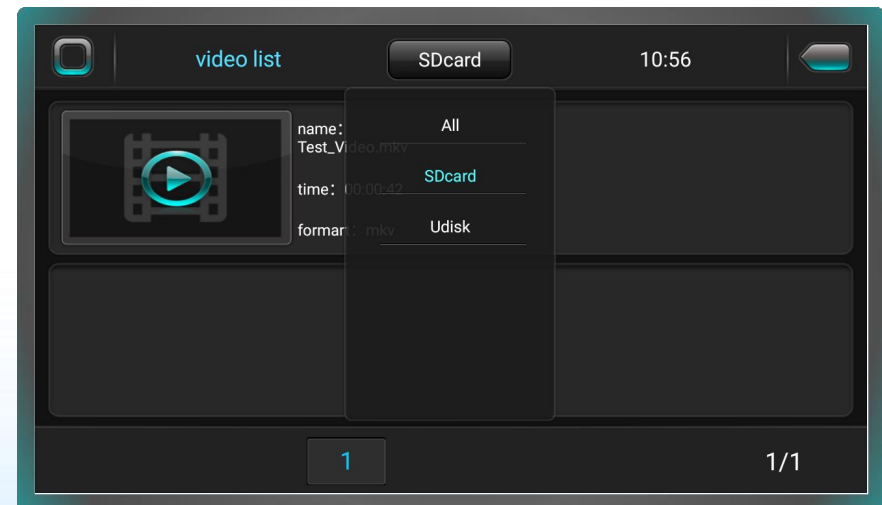 video list
SDcard
10:56
name：
Test_Video.mkv
time：00:00:42
formart：mkv
All
SDcard
Udisk
1
1/1